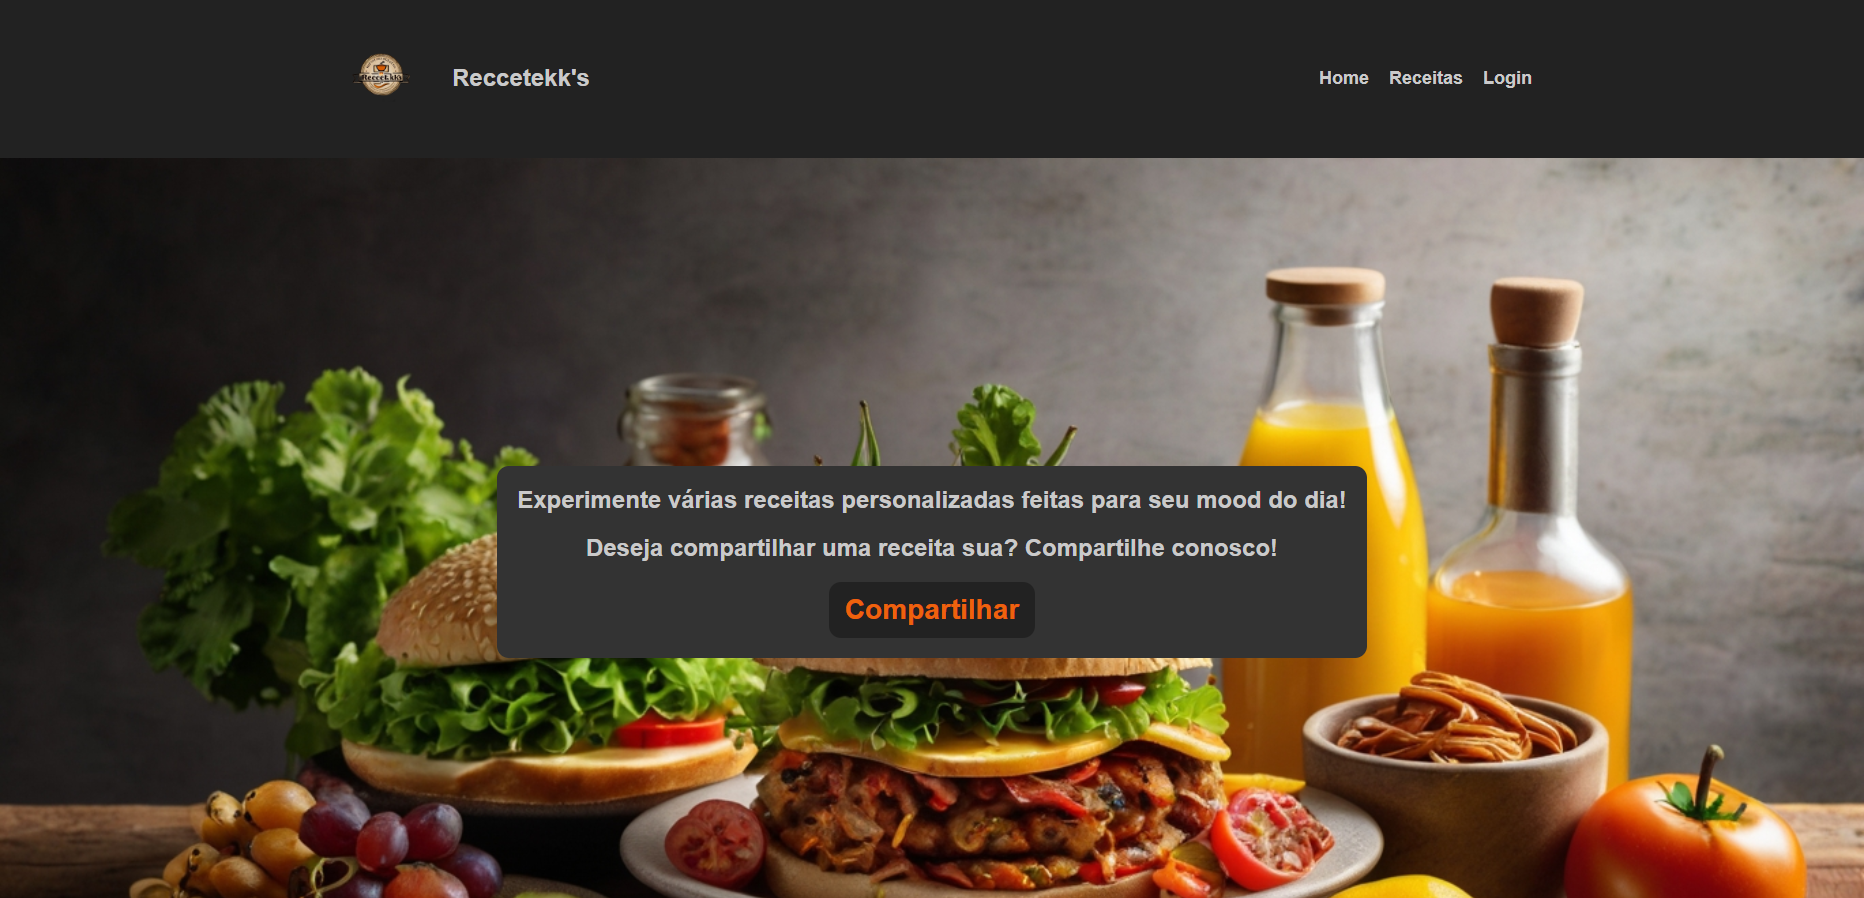 Reccetekk's
Home Receitas Login
Experimente várias receitas personalizadas feitas para seu mood do dia!
Deseja compartilhar uma receita sua? Compartilhe conosco!
Compartilhar